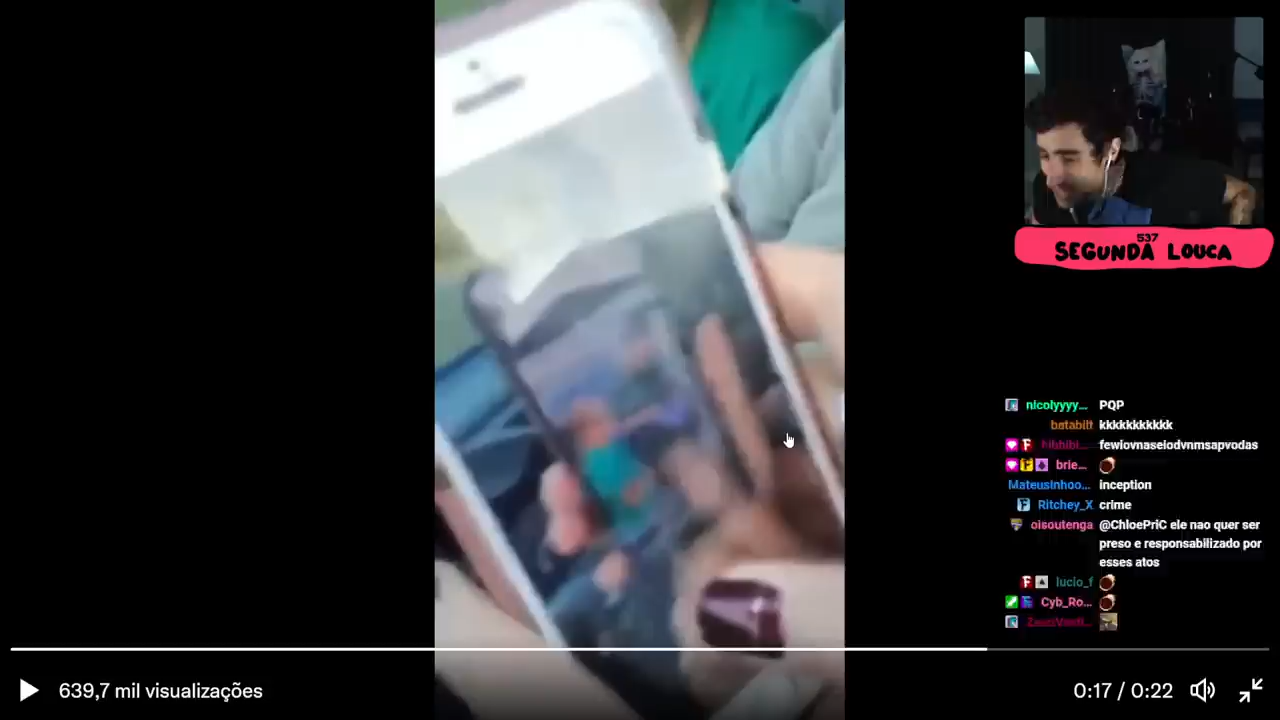 537
SEGUNDA LOUCA
nicolyyyy... PQP
batabilt kkkkkkkkkkk
fewiovnaseiodvnmsapvodas
brie...
MateusInhoo... inception
Ritchey_X crime
oisoutenga @ChloePriC ele nao quer ser
preso e responsabilizado por
esses atos
lucio_f
Cyb_Ro...
639,7 mil visualizações
0:17 / 0:22